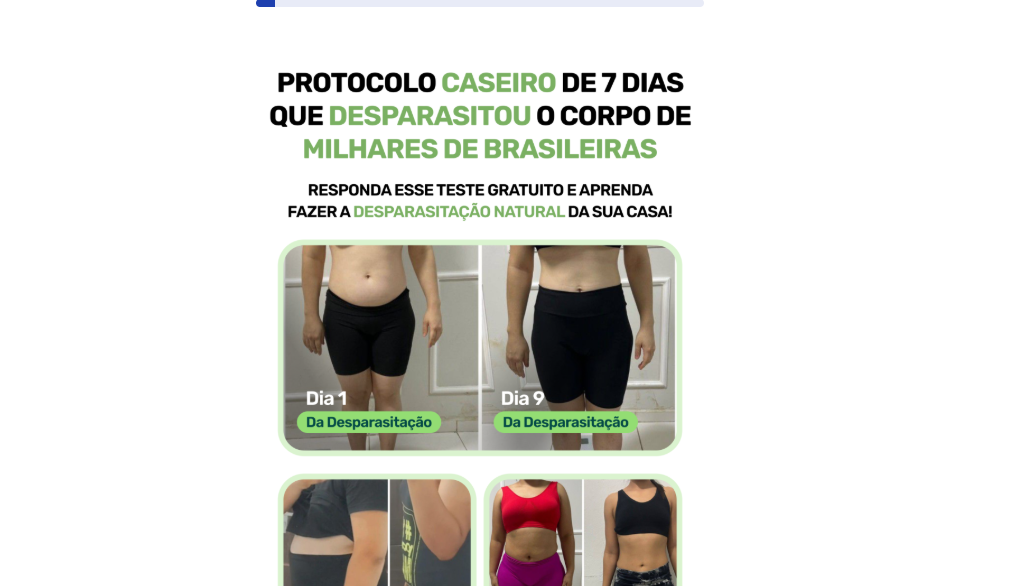 PROTOCOLO CASEIRO DE 7 DIAS
QUE DESPARASITOU O CORPO DE
MILHARES DE BRASILEIRAS
RESPONDA ESSE TESTE GRATUITO E APRENDA
FAZER A DESPARASITAÇÃO NATURAL DA SUA CASA!
Dia 1
Da Desparasitação
Dia 9
Da Desparasitação